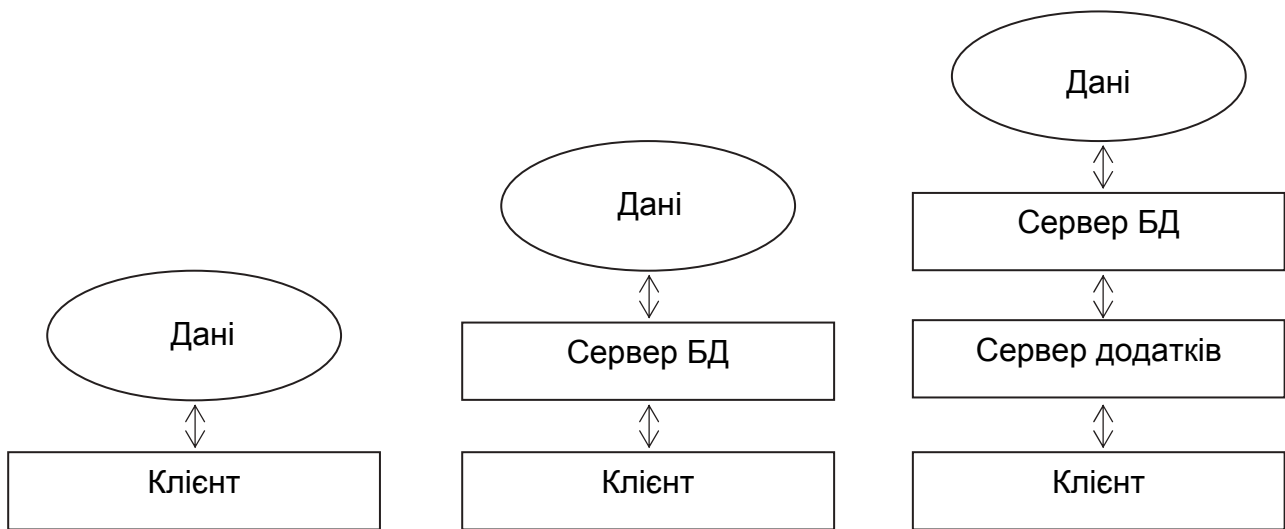 Дані
Клієнт
Дані
Сервер БД
Клієнт
Дані
Сервер БД
Сервер додатків
Клієнт